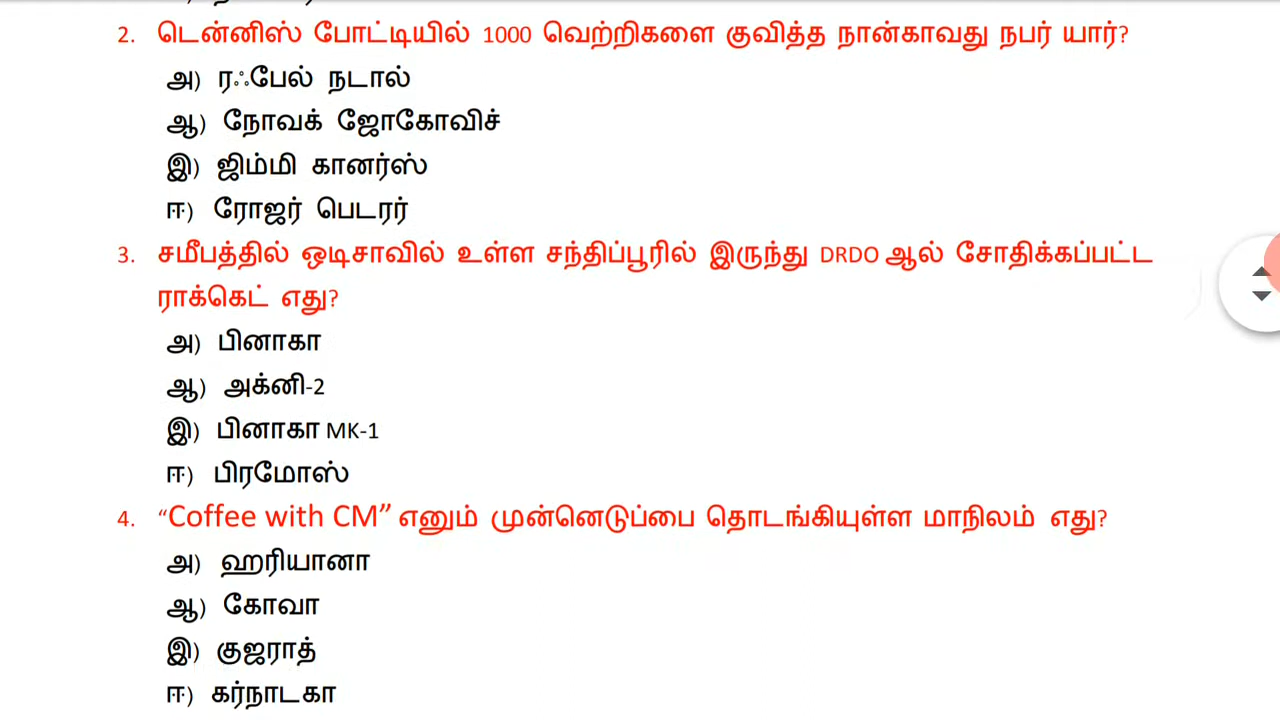 2. டென்னிஸ் போட்டியில் 1000 வெற்றிகளை குவித்த நான்காவது நபர் யார்?
அ) ரஃபேல் நடால்
ஆ) நோவக் ஜோகோவிச்
இ) ஜிம்மி கானர்ஸ்
ஈ) ரோஜர் பெடரர்
3. சமீபத்தில் ஒடிசாவில் உள்ள சந்திப்பூரில் இருந்து DRDO ஆல் சோதிக்கப்பட்ட
ராக்கெட் எது?
அ) பினாகா
ஆ) அக்னி-2
இ) பினாகா MK-1
ஈ) பிரமோஸ்
4. “Coffee with CM” எனும் முன்னெடுப்பை தொடங்கியுள்ள மாநிலம் எது?
அ) ஹரியானா
ஆ) கோவா
இ) குஜராத்
ஈ) கர்நாடகா